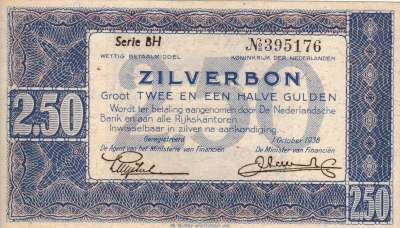 Serie BH
№395176
WETTIG BETAALMIDDEL
KONINKRIJK DER NEDERLANDEN
ZILVERBON
Groot TWEE EN EEN HALVE GULDEN
Wordt ter betaling aangenomen door De Nederlandsche
Bank en aan alle Rijkskantoren.
Inwisselbaar in zilver na aankondiging.
Geregistreerd
1 October 1938
De Agent van het Ministerie van Financiën
De Minister van Financiën
2.50
2.50